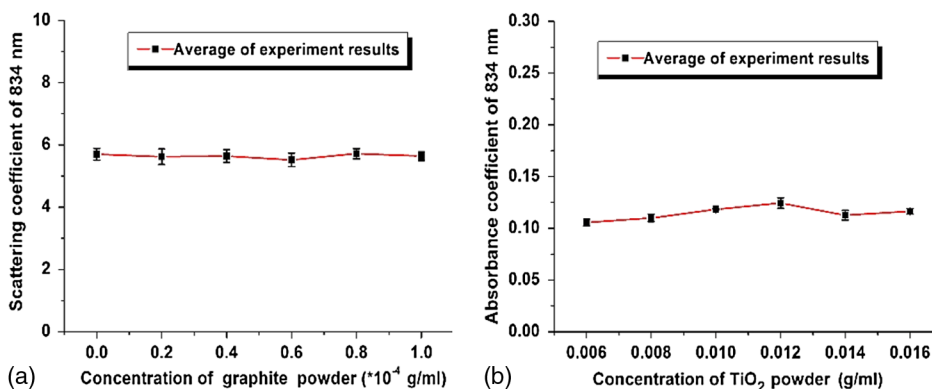 10
8
6
4
2
0
Scattering coefficient of 834 nm
Average of experiment results
0.0 0.2 0.4 0.6 0.8 1.0
Concentration of graphite powder (*10⁻⁴ g/ml)
(a)
0.30
0.25
0.20
0.15
0.10
0.05
0.00
Absorbance coefficient of 834 nm
Average of experiment results
0.006 0.008 0.010 0.012 0.014 0.016
Concentration of TiO₂ powder (g/ml)
(b)